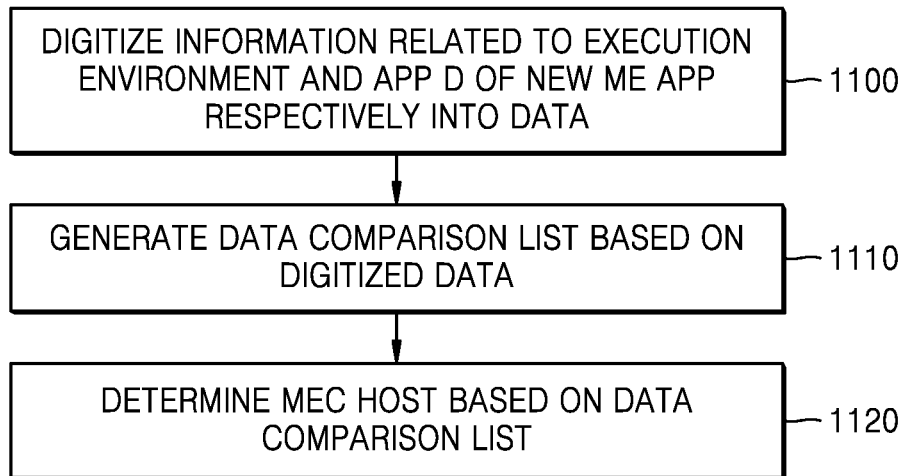 DIGITIZE INFORMATION RELATED TO EXECUTION
ENVIRONMENT AND APP D OF NEW ME APP
RESPECTIVELY INTO DATA
1100
GENERATE DATA COMPARISON LIST BASED ON
DIGITIZED DATA
1110
DETERMINE MEC HOST BASED ON DATA
COMPARISON LIST
1120